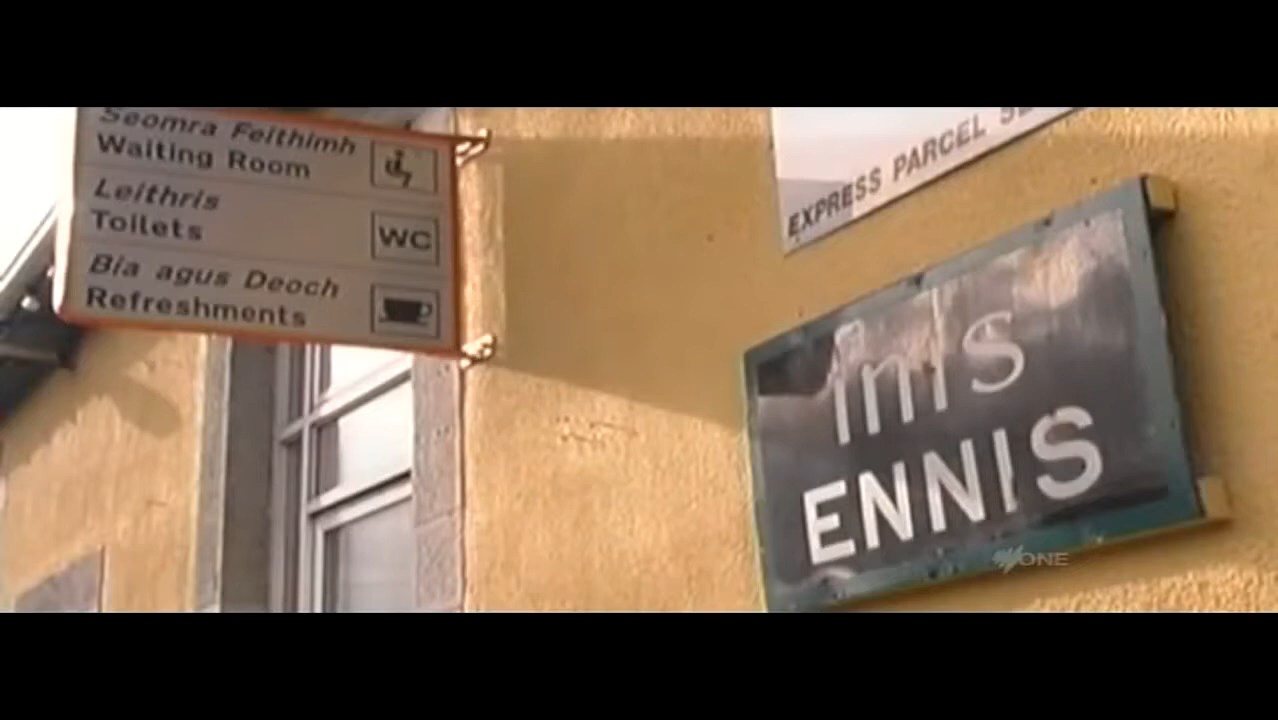 Seomra Feithimh
Waiting Room
Leithris
Toilets
WC
Bia agus Deoch
Refreshments
EXPRESS PARCEL
Inis
ENNIS
ONE